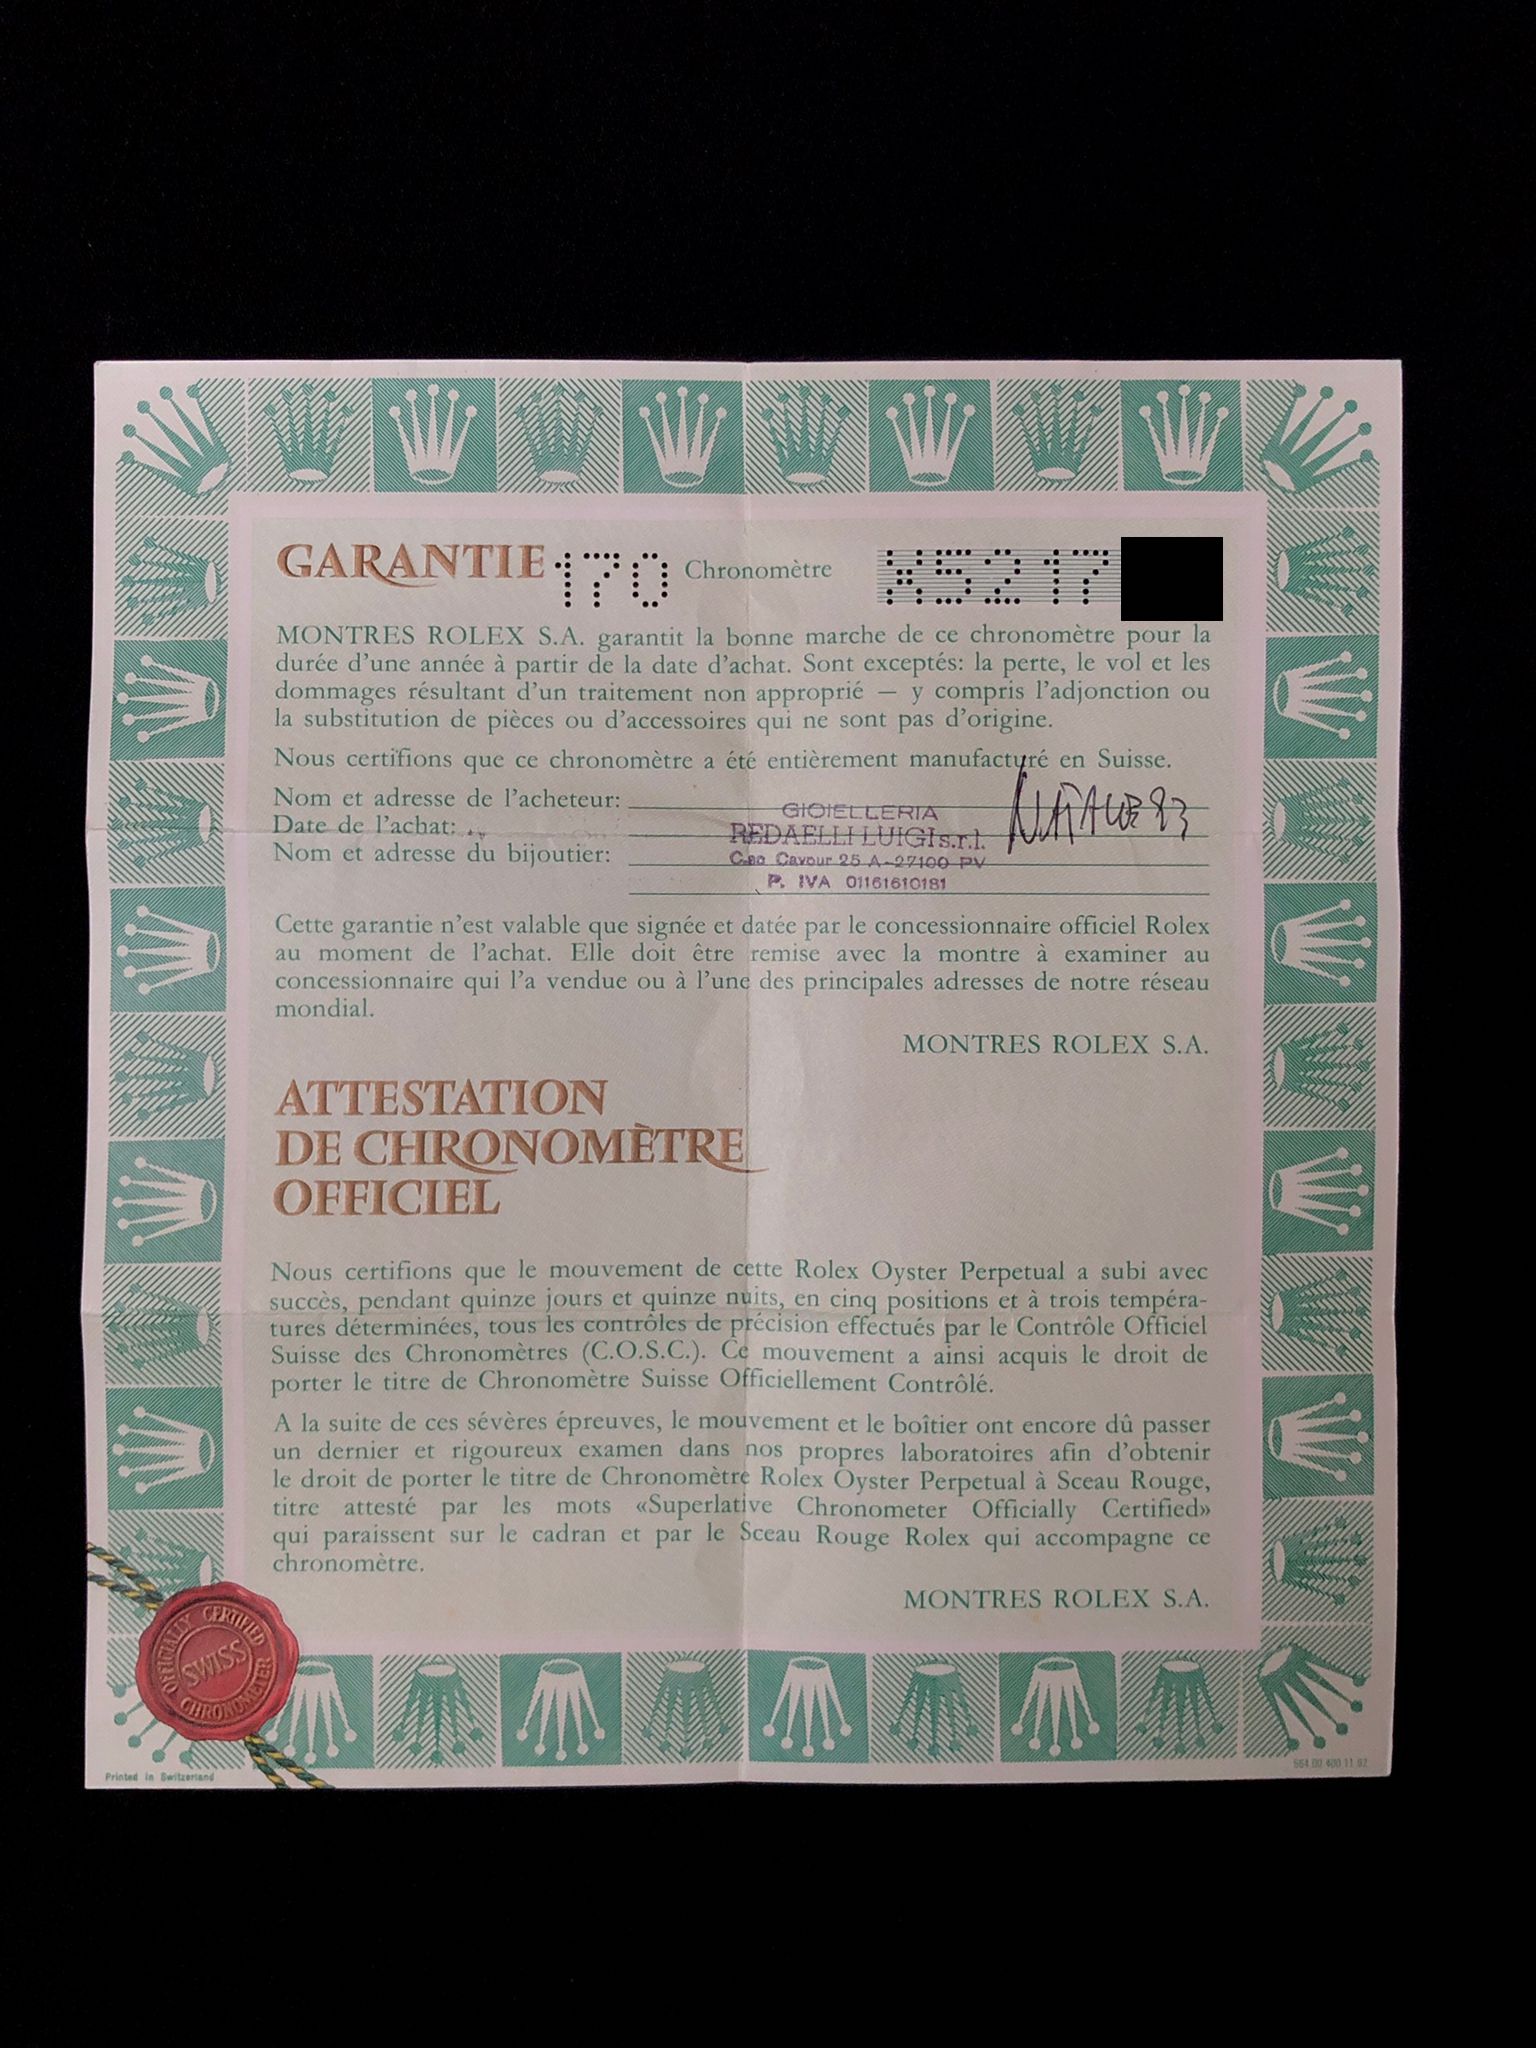 GARANTIE 170 Chronomètre X5217
MONTRES ROLEX S.A. garantit la bonne marche de ce chronomètre pour la
durée d'une année à partir de la date d'achat. Sont exceptés: la perte, le vol et les
dommages résultant d'un traitement non approprié — y compris l'adjonction ou
la substitution de pièces ou d'accessoires qui ne sont pas d'origine.
Nous certifions que ce chronomètre a été entièrement manufacturé en Suisse.
Nom et adresse de l'acheteur:
Date de l'achat:
Nom et adresse du bijoutier:
GIOIELLERIA
REDAELLI LUIGI s.r.l.
C.so Cavour 25 A-27100 PV
P. IVA 01161610181
NATALE 93
Cette garantie n'est valable que signée et datée par le concessionnaire officiel Rolex
au moment de l'achat. Elle doit être remise avec la montre à examiner au
concessionnaire qui l'a vendue ou à l'une des principales adresses de notre réseau
mondial.
MONTRES ROLEX S.A.
ATTESTATION
DE CHRONOMÈTRE
OFFICIEL
Nous certifions que le mouvement de cette Rolex Oyster Perpetual a subi avec
succès, pendant quinze jours et quinze nuits, en cinq positions et à trois tempéra-
tures déterminées, tous les contrôles de précision effectués par le Contrôle Officiel
Suisse des Chronomètres (C.O.S.C.). Ce mouvement a ainsi acquis le droit de
porter le titre de Chronomètre Suisse Officiellement Contrôlé.
A la suite de ces sévères épreuves, le mouvement et le boîtier ont encore dû passer
un dernier et rigoureux examen dans nos propres laboratoires afin d'obtenir
le droit de porter le titre de Chronomètre Rolex Oyster Perpetual à Sceau Rouge,
titre attesté par les mots «Superlative Chronometer Officially Certified»
qui paraissent sur le cadran et par le Sceau Rouge Rolex qui accompagne ce
chronomètre.
MONTRES ROLEX S.A.
OFFICIALLY CERTIFIED
SWISS
CHRONOMETER
Printed in Switzerland
564.00.400.11.92